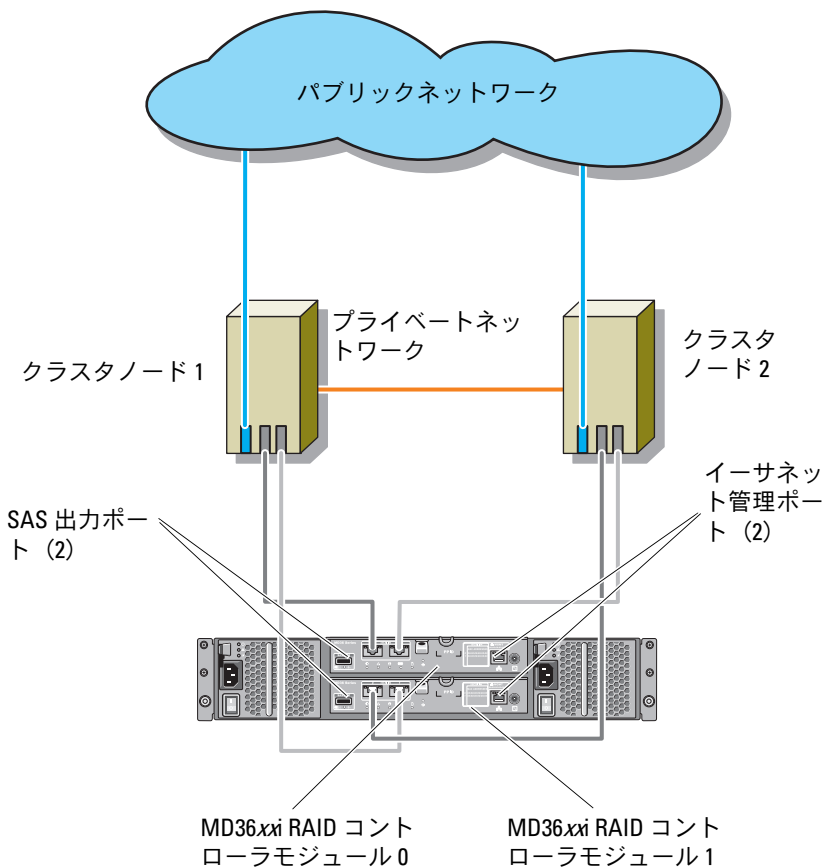 パブリックネットワーク
プライベートネッ
トワーク
クラスタノード 1
クラスタ
ノード 2
SAS 出力ポー
ト（2）
イーサネッ
ト管理ポー
ト（2）
MD36xxi RAID コント
ローラモジュール 0
MD36xxi RAID コント
ローラモジュール 1